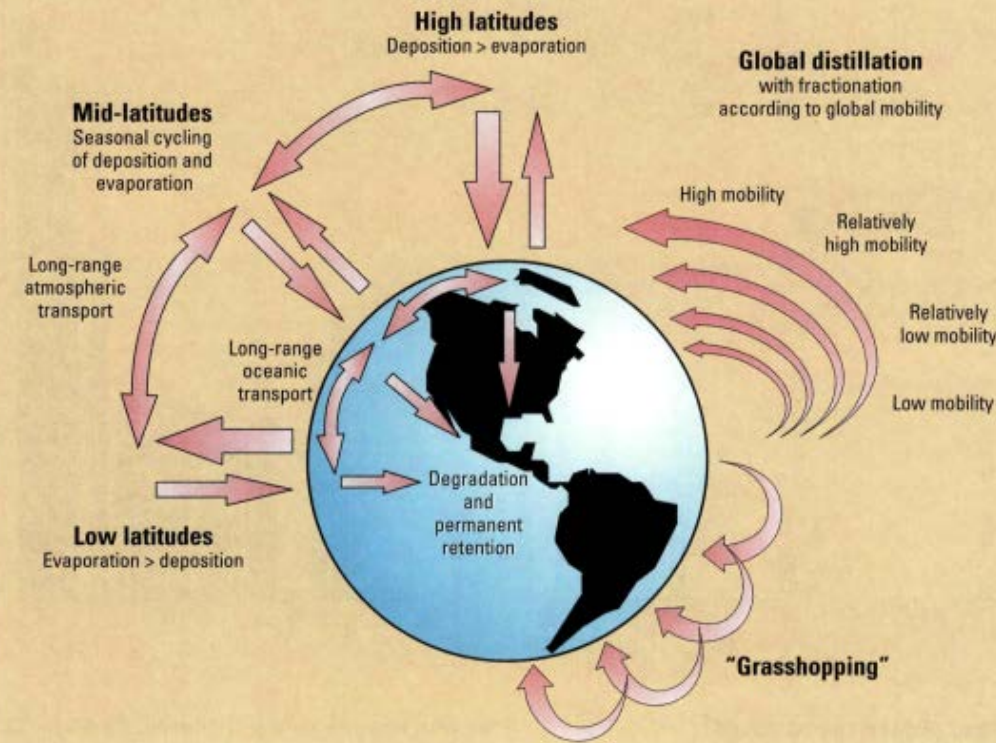 High latitudes
Deposition > evaporation
Global distillation
with fractionation
according to global mobility
Mid-latitudes
Seasonal cycling
of deposition and
evaporation
High mobility
Relatively
high mobility
Long-range
atmospheric
transport
Relatively
low mobility
Long-range
oceanic
transport
Low mobility
Degradation
and
permanent
retention
Low latitudes
Evaporation > deposition
"Grasshopping"